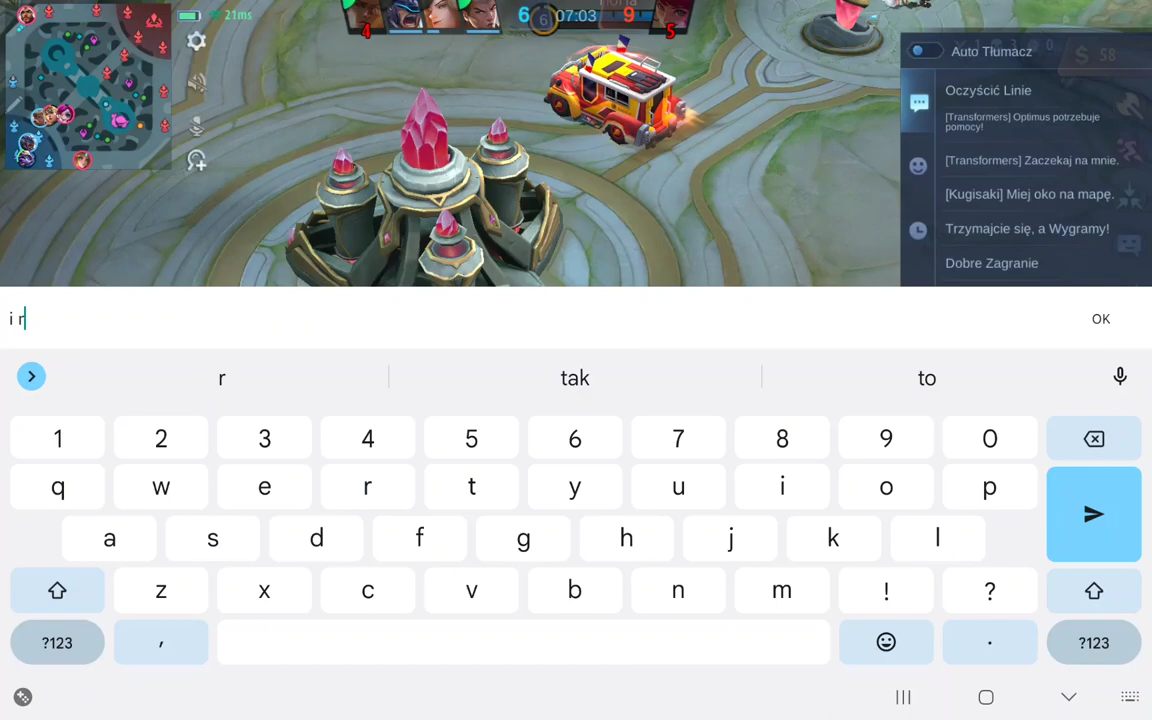 21ms
4
6
6
07:03
9
5
Auto Tłumacz
$ 58
Oczyścić Linie
[Transformers] Optimus potrzebuje
pomocy!
[Transformers] Zaczekaj na mnie.
[Kugisaki] Miej oko na mapę.
Trzymajcie się, a Wygramy!
Dobre Zagranie
i r
OK
r tak to
1 2 3 4 5 6 7 8 9 0
q w e r t y u i o p
a s d f g h j k l
z x c v b n m ! ?
?123 , . ?123